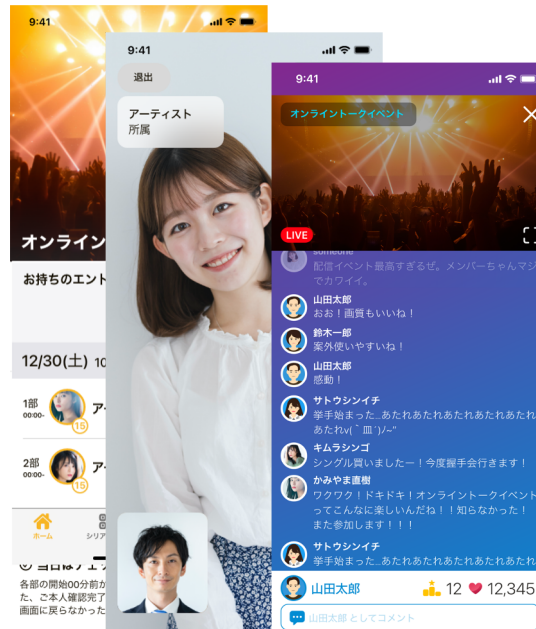 9:41
オンライン
お持ちのエント
12/30(土) 10
1部
00:00-
15
ア
2部
00:00-
15
ア
ホーム
シリア
各部の開始00分前か
た、ご本人確認完了
画面に戻らなかった
9:41
退出
アーティスト
所属
9:41
オンライントークイベント
LIVE
someone
配信イベント最高すぎるぜ。メンバーちゃんマジ
でカワイイ。
山田太郎
おお！画質もいいね！
鈴木一郎
案外使いやすいね！
山田太郎
感動！
サトウシンイチ
挙手始まった…あたれあたれあたれあたれあたれ
あたれv(｀皿´)ﾉ~"
キムラシンゴ
シングル買いましたー！今度握手会行きます！
かみやま直樹
ワクワク！ドキドキ！オンライントークイベント
ってこんなに楽しいんだね！！知らなかった！
また参加します！！！
サトウシンイチ
挙手始まった…あたれあたれあたれあたれあたれ
山田太郎
12
12,345
山田太郎 としてコメント